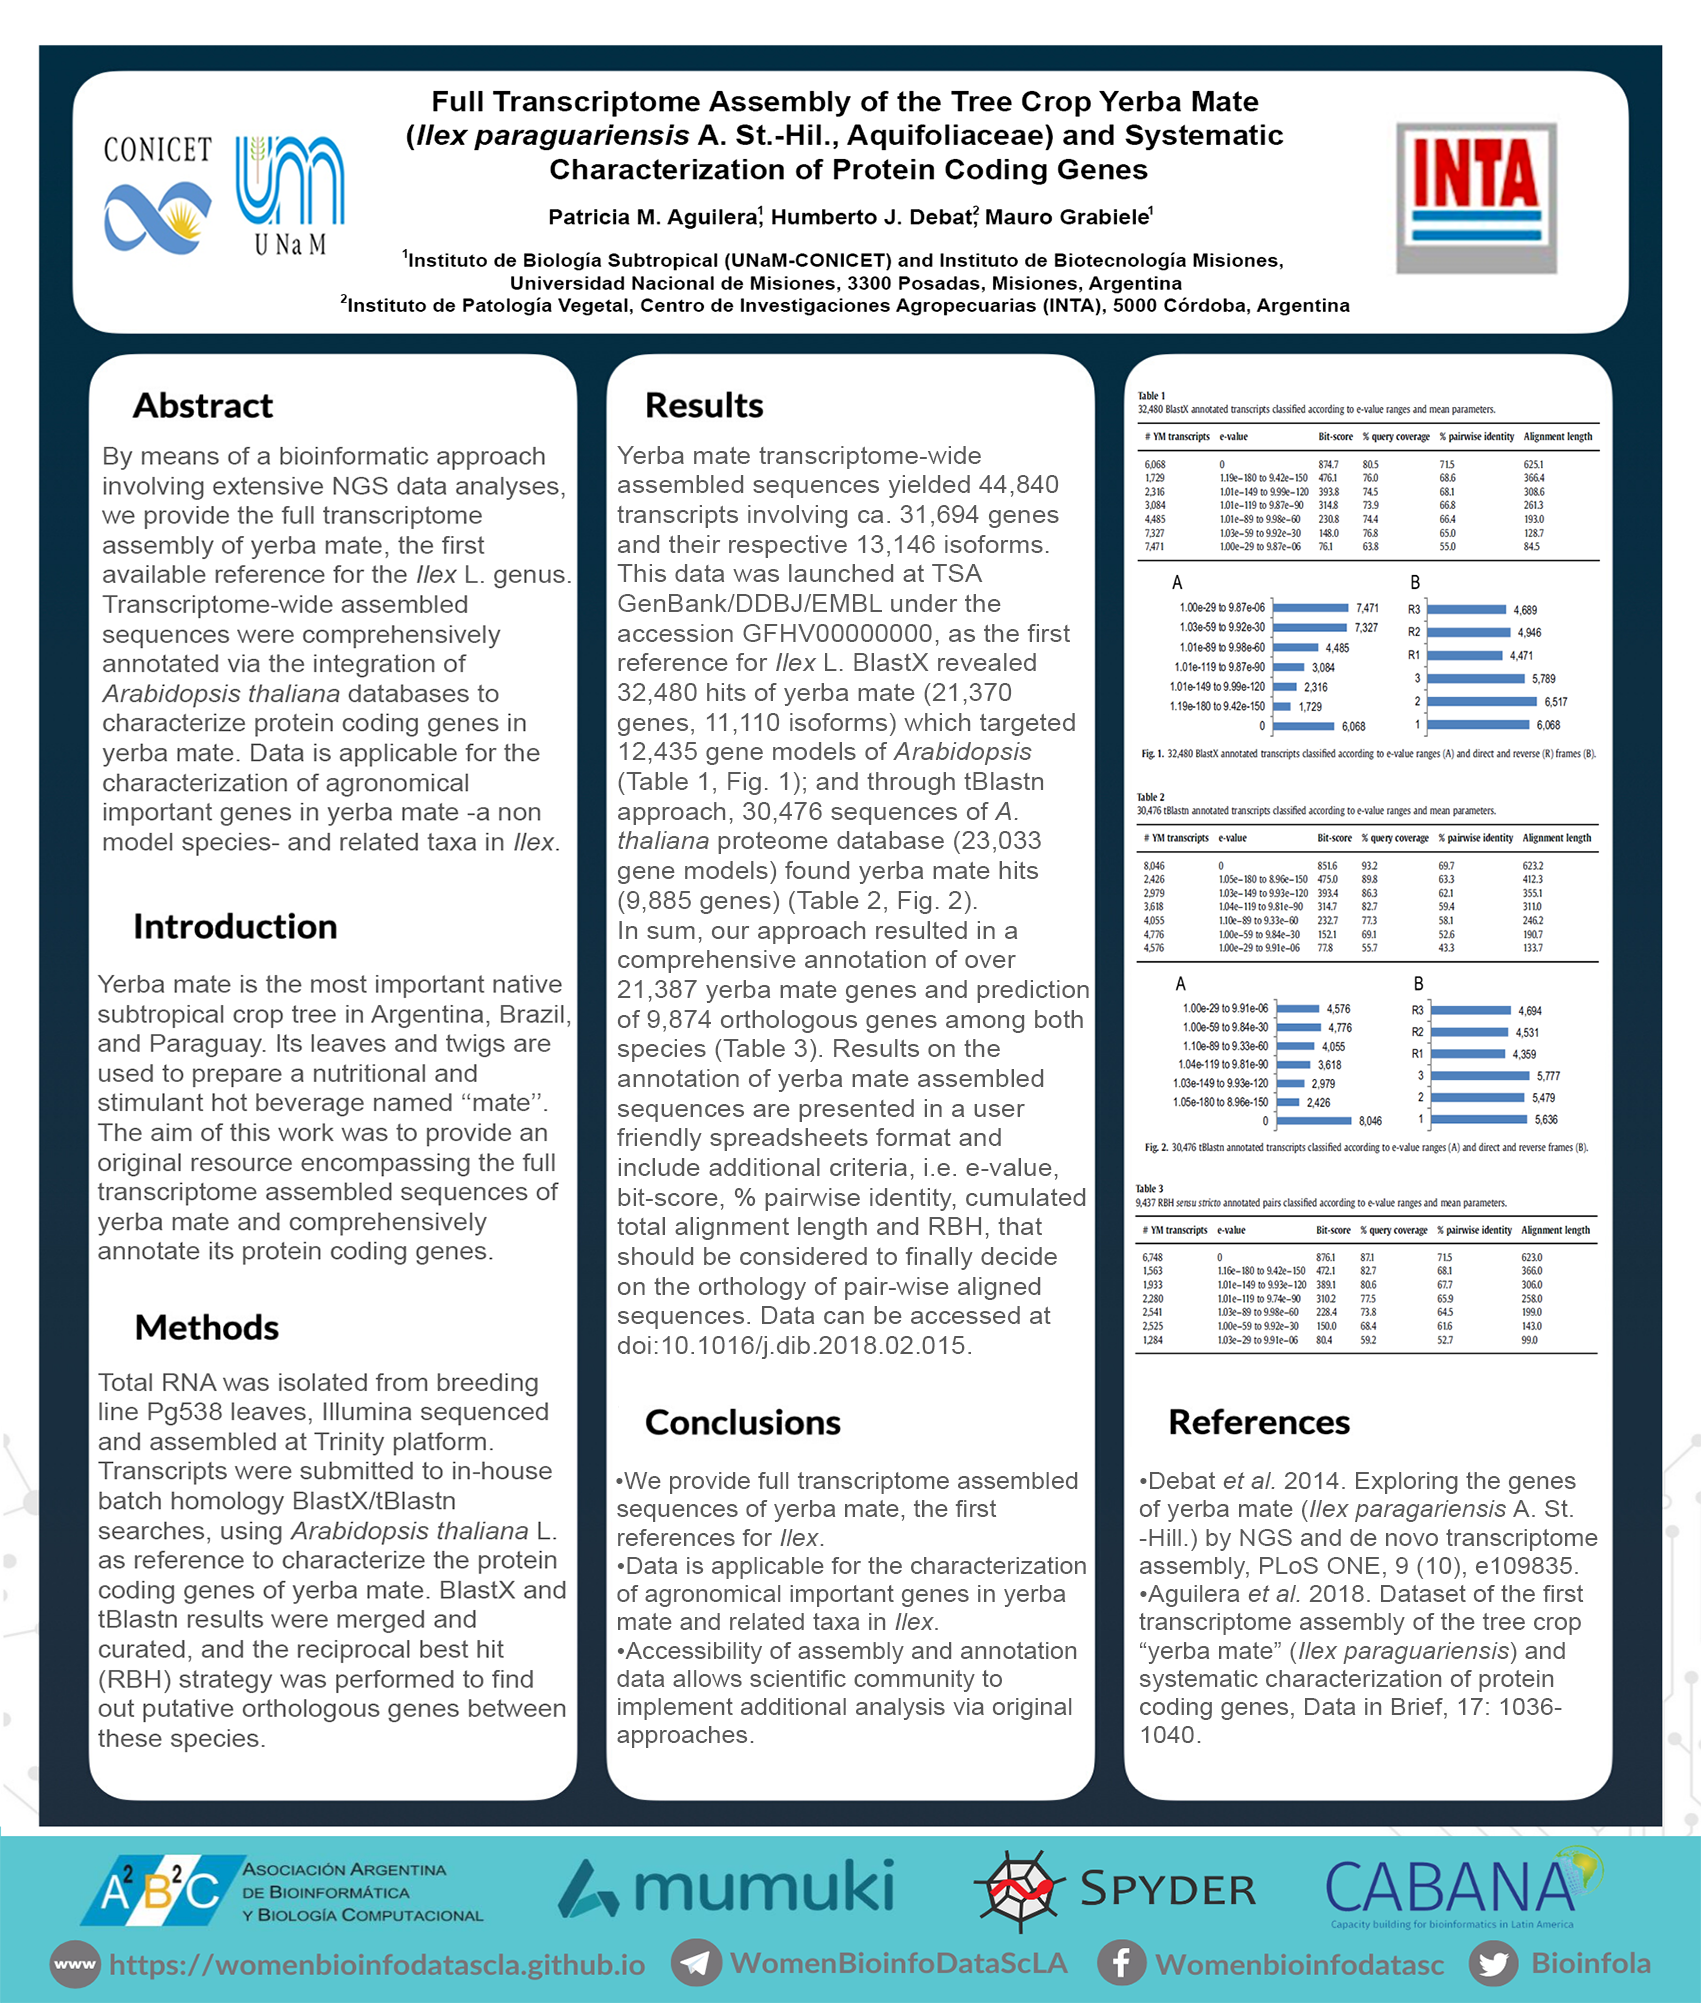 CONICET
UNaM
INTA
Full Transcriptome Assembly of the Tree Crop Yerba Mate
(Ilex paraguariensis A. St.-Hil., Aquifoliaceae) and Systematic
Characterization of Protein Coding Genes
Patricia M. Aguilera,¹ Humberto J. Debat,² Mauro Grabiele¹
¹Instituto de Biología Subtropical (UNaM-CONICET) and Instituto de Biotecnología Misiones,
Universidad Nacional de Misiones, 3300 Posadas, Misiones, Argentina
²Instituto de Patología Vegetal, Centro de Investigaciones Agropecuarias (INTA), 5000 Córdoba, Argentina
Abstract
By means of a bioinformatic approach
involving extensive NGS data analyses,
we provide the full transcriptome
assembly of yerba mate, the first
available reference for the Ilex L. genus.
Transcriptome-wide assembled
sequences were comprehensively
annotated via the integration of
Arabidopsis thaliana databases to
characterize protein coding genes in
yerba mate. Data is applicable for the
characterization of agronomical
important genes in yerba mate -a non
model species- and related taxa in Ilex.
Introduction
Yerba mate is the most important native
subtropical crop tree in Argentina, Brazil,
and Paraguay. Its leaves and twigs are
used to prepare a nutritional and
stimulant hot beverage named “mate”.
The aim of this work was to provide an
original resource encompassing the full
transcriptome assembled sequences of
yerba mate and comprehensively
annotate its protein coding genes.
Methods
Total RNA was isolated from breeding
line Pg538 leaves, Illumina sequenced
and assembled at Trinity platform.
Transcripts were submitted to in-house
batch homology BlastX/tBlastn
searches, using Arabidopsis thaliana L.
as reference to characterize the protein
coding genes of yerba mate. BlastX and
tBlastn results were merged and
curated, and the reciprocal best hit
(RBH) strategy was performed to find
out putative orthologous genes between
these species.
Results
Yerba mate transcriptome-wide
assembled sequences yielded 44,840
transcripts involving ca. 31,694 genes
and their respective 13,146 isoforms.
This data was launched at TSA
GenBank/DDBJ/EMBL under the
accession GFHV00000000, as the first
reference for Ilex L. BlastX revealed
32,480 hits of yerba mate (21,370
genes, 11,110 isoforms) which targeted
12,435 gene models of Arabidopsis
(Table 1, Fig. 1); and through tBlastn
approach, 30,476 sequences of A.
thaliana proteome database (23,033
gene models) found yerba mate hits
(9,885 genes) (Table 2, Fig. 2).
In sum, our approach resulted in a
comprehensive annotation of over
21,387 yerba mate genes and prediction
of 9,874 orthologous genes among both
species (Table 3). Results on the
annotation of yerba mate assembled
sequences are presented in a user
friendly spreadsheets format and
include additional criteria, i.e. e-value,
bit-score, % pairwise identity, cumulated
total alignment length and RBH, that
should be considered to finally decide
on the orthology of pair-wise aligned
sequences. Data can be accessed at
doi:10.1016/j.dib.2018.02.015.
Conclusions
•We provide full transcriptome assembled
sequences of yerba mate, the first
references for Ilex.
•Data is applicable for the characterization
of agronomical important genes in yerba
mate and related taxa in Ilex.
•Accessibility of assembly and annotation
data allows scientific community to
implement additional analysis via original
approaches.
Table 1
32,480 BlastX annotated transcripts classified according to e-value ranges and mean parameters.
# YM transcripts e-value Bit-score % query coverage % pairwise identity Alignment length
6,068 0 874.7 80.5 71.5 625.1
1,729 1.19e−180 to 9.42e−150 476.1 76.0 68.6 366.4
2,316 1.01e−149 to 9.99e−120 393.8 74.5 68.1 308.6
3,084 1.01e−119 to 9.87e−90 314.8 73.9 66.8 261.3
4,485 1.01e−89 to 9.98e−60 230.8 74.4 66.4 193.0
7,327 1.03e−59 to 9.92e−30 148.0 76.8 65.0 128.7
7,471 1.00e−29 to 9.87e−06 76.1 63.8 55.0 84.5
A
1.00e-29 to 9.87e-06 7,471
1.03e-59 to 9.92e-30 7,327
1.01e-89 to 9.98e-60 4,485
1.01e-119 to 9.87e-90 3,084
1.01e-149 to 9.99e-120 2,316
1.19e-180 to 9.42e-150 1,729
0 6,068
B
R3 4,689
R2 4,946
R1 4,471
3 5,789
2 6,517
1 6,068
Fig. 1. 32,480 BlastX annotated transcripts classified according to e-value ranges (A) and direct and reverse (R) frames (B).
Table 2
30,476 tBlastn annotated transcripts classified according to e-value ranges and mean parameters.
# YM transcripts e-value Bit-score % query coverage % pairwise identity Alignment length
8,046 0 851.6 93.2 69.7 623.2
2,426 1.05e−180 to 8.96e−150 475.0 89.8 63.3 412.3
2,979 1.03e−149 to 9.93e−120 393.4 86.3 62.1 355.1
3,618 1.04e−119 to 9.81e−90 314.7 82.7 59.4 311.0
4,055 1.10e−89 to 9.33e−60 232.7 77.3 58.1 246.2
4,776 1.00e−59 to 9.84e−30 152.1 69.1 52.6 190.7
4,576 1.00e−29 to 9.91e−06 77.8 55.7 43.3 133.7
A
1.00e-29 to 9.91e-06 4,576
1.00e-59 to 9.84e-30 4,776
1.10e-89 to 9.33e-60 4,055
1.04e-119 to 9.81e-90 3,618
1.03e-149 to 9.93e-120 2,979
1.05e-180 to 8.96e-150 2,426
0 8,046
B
R3 4,694
R2 4,531
R1 4,359
3 5,777
2 5,479
1 5,636
Fig. 2. 30,476 tBlastn annotated transcripts classified according to e-value ranges (A) and direct and reverse frames (B).
Table 3
9,437 RBH sensu stricto annotated pairs classified according to e-value ranges and mean parameters.
# YM transcripts e-value Bit-score % query coverage % pairwise identity Alignment length
6,748 0 876.1 87.1 71.5 623.0
1,563 1.16e−180 to 9.42e−150 472.1 82.7 68.1 366.0
1,933 1.01e−149 to 9.93e−120 389.1 80.6 67.7 306.0
2,280 1.01e−119 to 9.74e−90 310.2 77.5 65.9 258.0
2,541 1.03e−89 to 9.98e−60 228.4 73.8 64.5 199.0
2,525 1.00e−59 to 9.92e−30 150.0 68.4 61.6 143.0
1,284 1.03e−29 to 9.91e−06 80.4 59.2 52.7 99.0
References
•Debat et al. 2014. Exploring the genes
of yerba mate (Ilex paragariensis A. St.
-Hill.) by NGS and de novo transcriptome
assembly, PLoS ONE, 9 (10), e109835.
•Aguilera et al. 2018. Dataset of the first
transcriptome assembly of the tree crop
“yerba mate” (Ilex paraguariensis) and
systematic characterization of protein
coding genes, Data in Brief, 17: 1036-
1040.
A²B²C
ASOCIACIÓN ARGENTINA
DE BIOINFORMÁTICA
Y BIOLOGÍA COMPUTACIONAL
mumuki
SPYDER
CABANA
Capacity building for bioinformatics in Latin America
www https://womenbioinfodatascla.github.io
WomenBioinfoDataScLA
Womenbioinfodatasc
Bioinfola